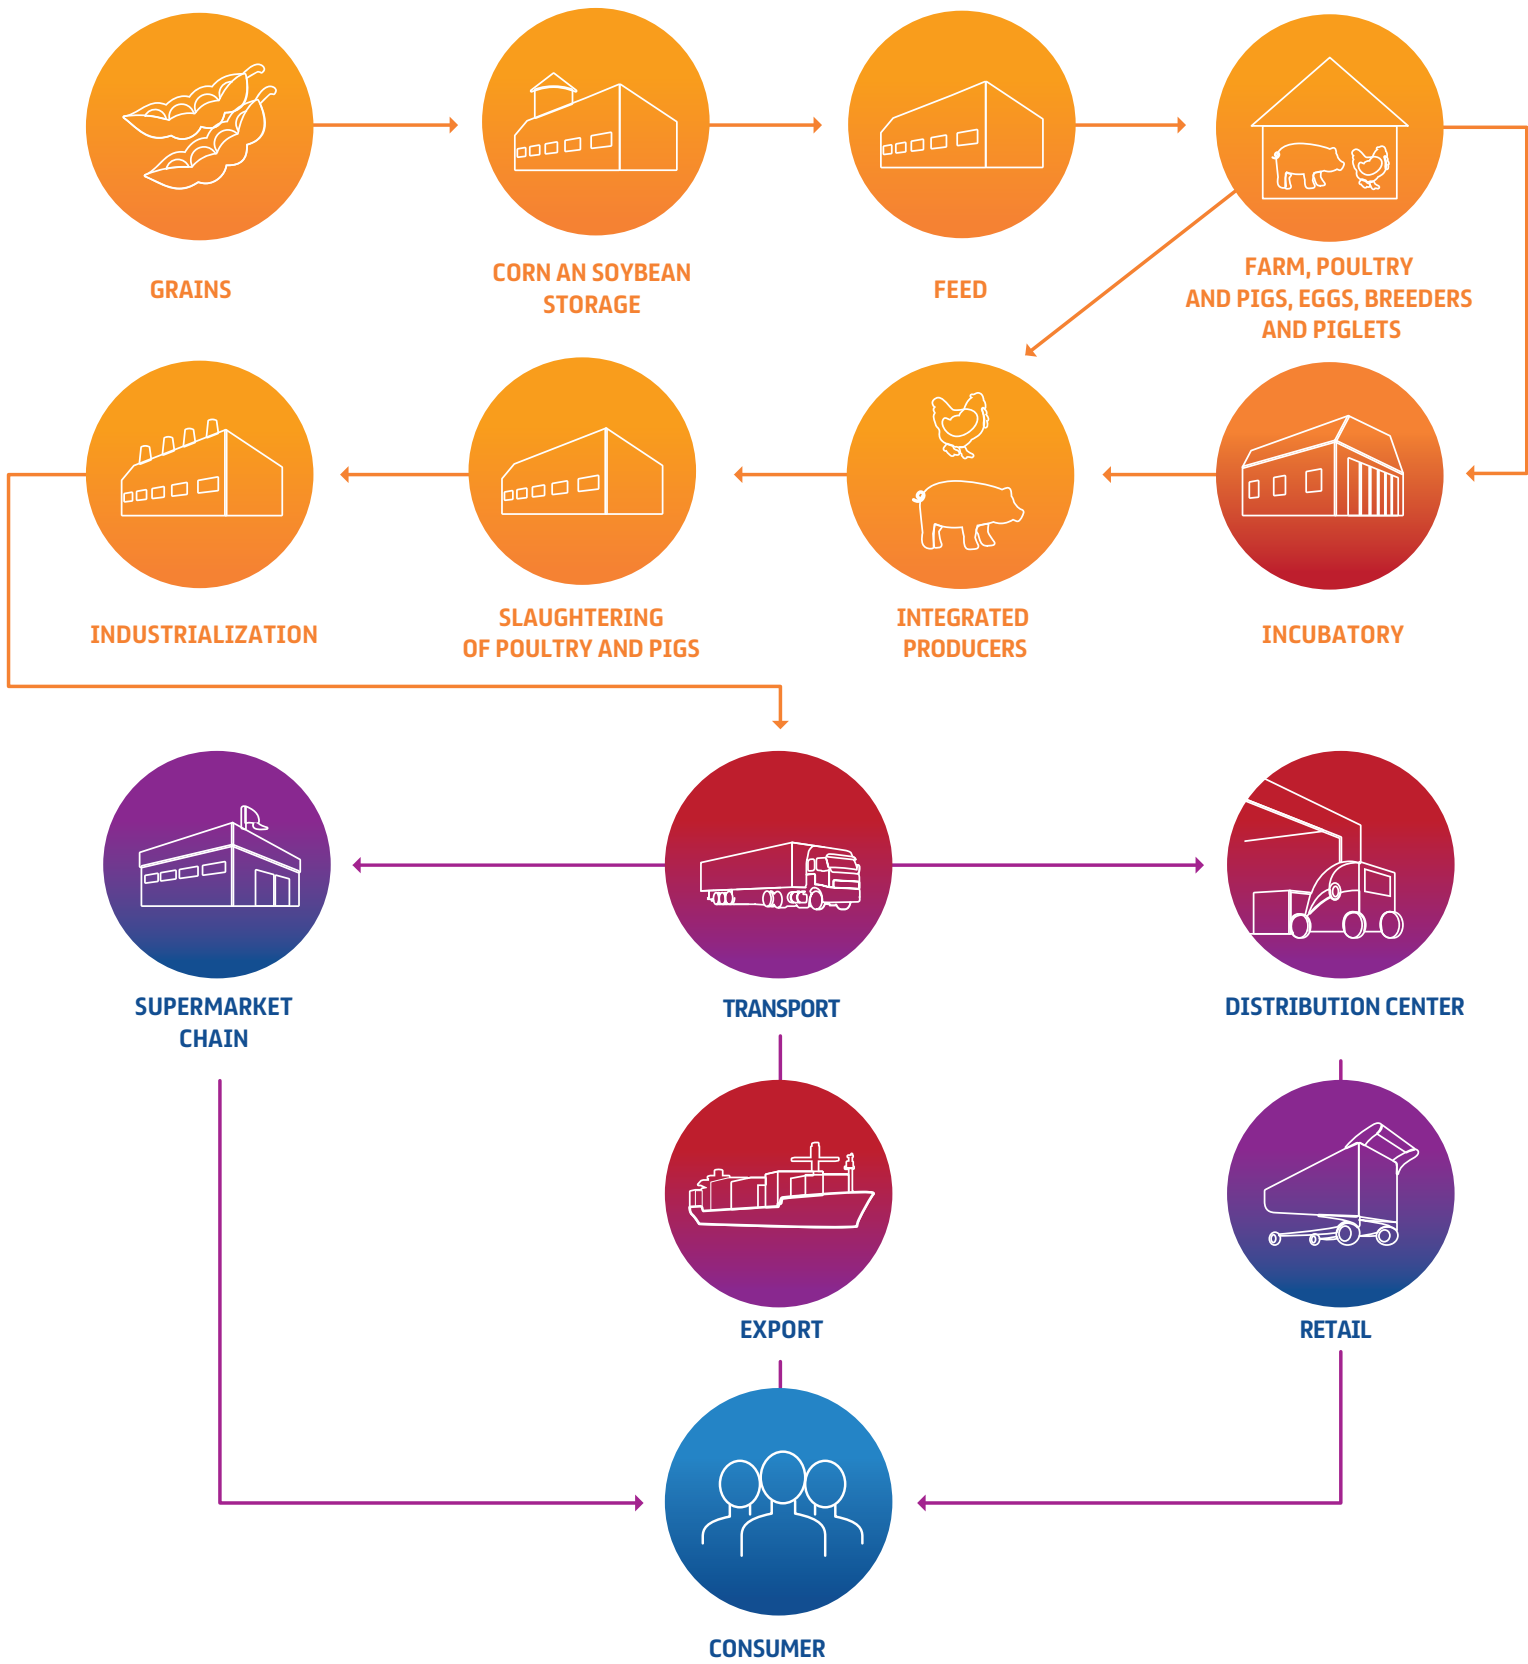 GRAINS
CORN AN SOYBEAN
STORAGE
FEED
FARM, POULTRY
AND PIGS, EGGS, BREEDERS
AND PIGLETS
INDUSTRIALIZATION
SLAUGHTERING
OF POULTRY AND PIGS
INTEGRATED
PRODUCERS
INCUBATORY
SUPERMARKET
CHAIN
TRANSPORT
DISTRIBUTION CENTER
EXPORT
RETAIL
CONSUMER